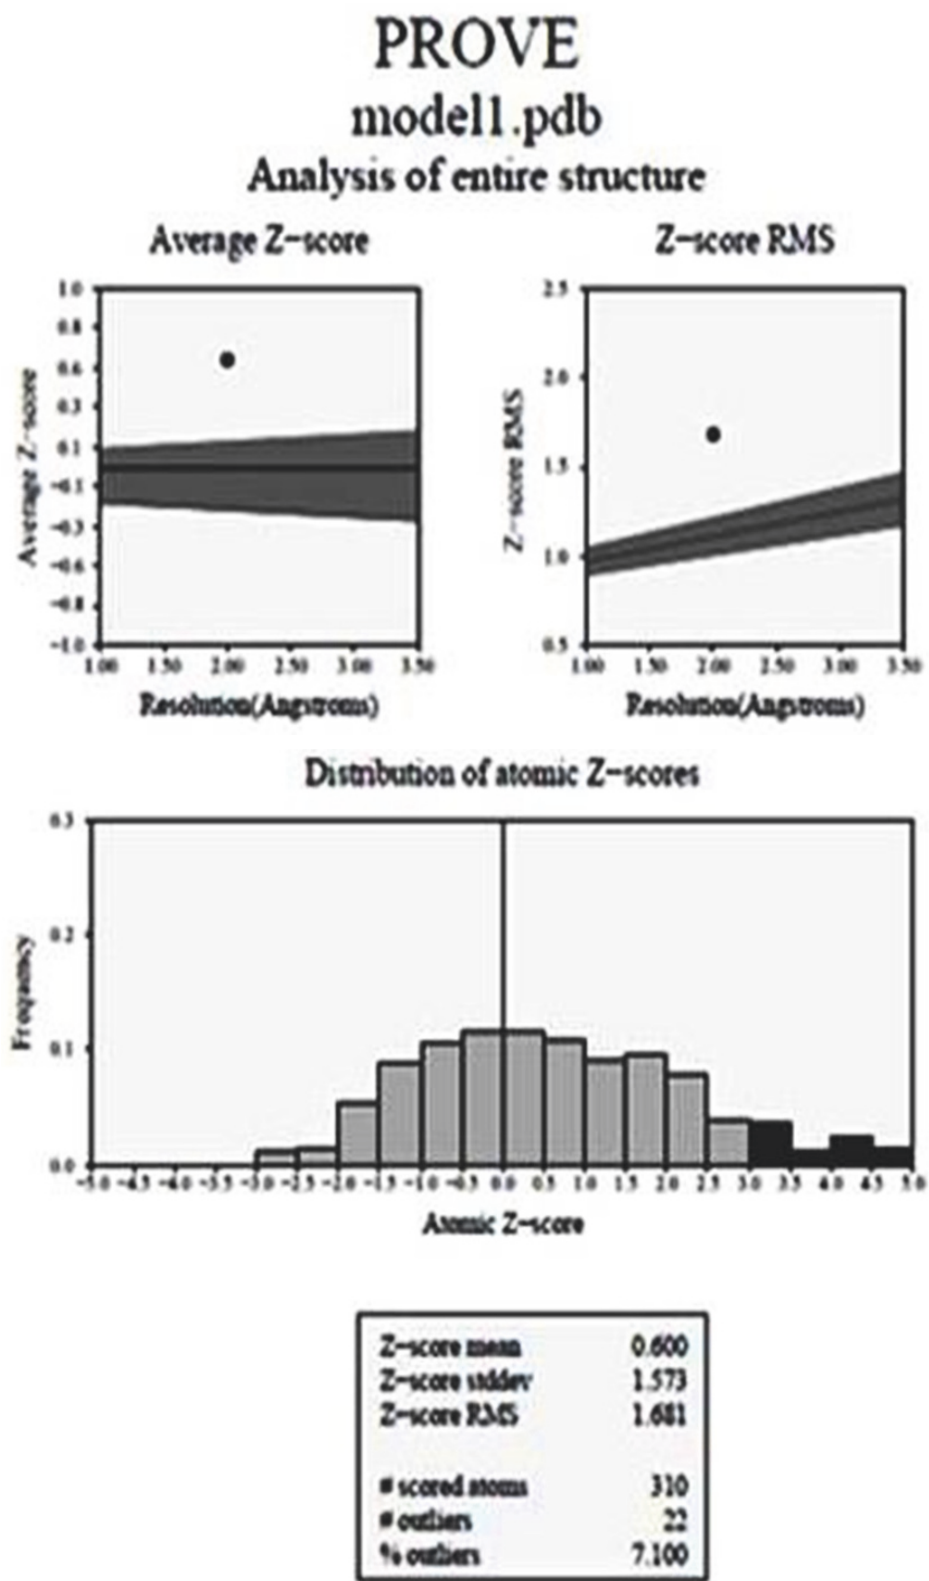 PROVE
model1.pdb
Analysis of entire structure
Average Z-score
Z-score RMS
1.0
0.8
0.6
0.3
0.1
-0.1
-0.3
-0.6
-0.8
-1.0
Average Z-score
1.00 1.50 2.00 2.50 3.00 3.50
Resolution(Angstroms)
2.5
2.0
1.5
1.0
0.5
Z-score RMS
1.00 1.50 2.00 2.50 3.00 3.50
Resolution(Angstroms)
Distribution of atomic Z-scores
0.3
0.2
0.1
0.0
Frequency
-5.0 -4.5 -4.0 -3.5 -3.0 -2.5 -2.0 -1.5 -1.0 -0.5 0.0 0.5 1.0 1.5 2.0 2.5 3.0 3.5 4.0 4.5 5.0
Atomic Z-score
Z-score mean 0.600
Z-score stddev 1.573
Z-score RMS 1.681
# scored atoms 310
# outliers 22
% outliers 7.100